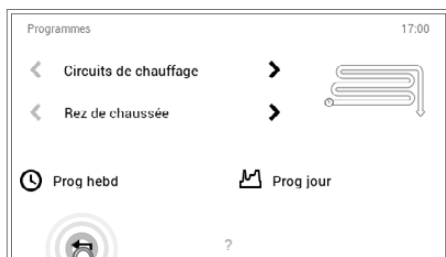 Programmes 17:00
Circuits de chauffage
Rez de chaussée
Prog hebd Prog jour
?